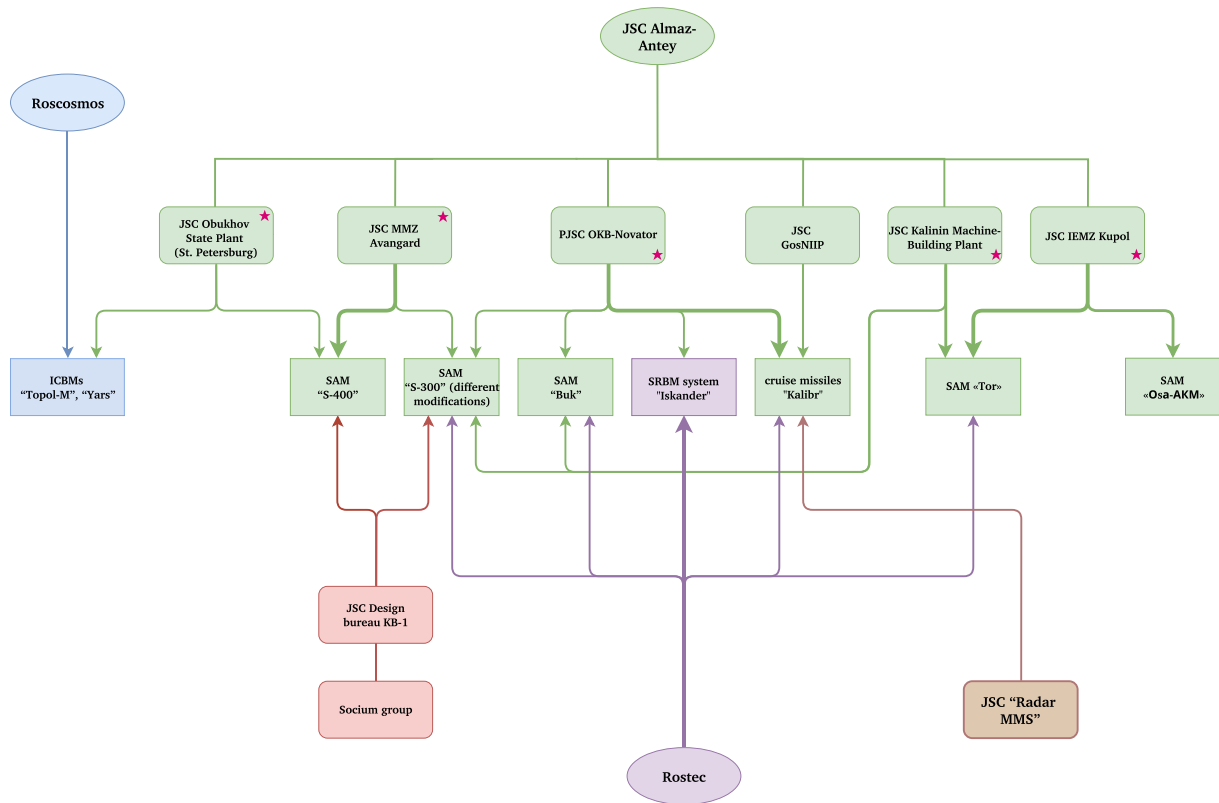 JSC Almaz-
Antey
Roscosmos
JSC Obukhov
State Plant
(St. Petersburg)
JSC MMZ
Avangard
PJSC OKB-Novator
JSC
GosNIIP
JSC Kalinin Machine-
Building Plant
JSC IEMZ Kupol
ICBMs
“Topol-M”, “Yars”
SAM
“S-400”
SAM
“S-300” (different
modifications)
SAM
“Buk”
SRBM system
"Iskander"
cruise missiles
"Kalibr"
SAM «Tor»
SAM
«Osa-AKM»
JSC Design
bureau KB-1
Socium group
JSC “Radar
MMS”
Rostec